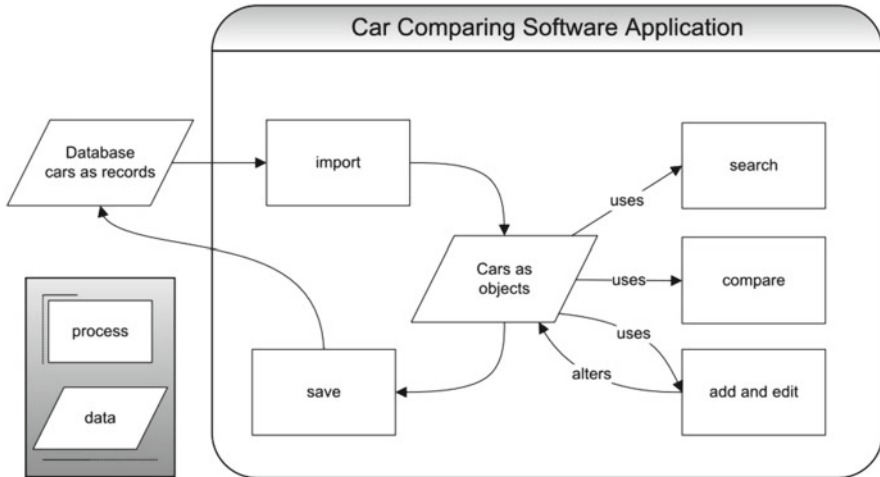 Car Comparing Software Application
Database
cars as records
import
search
uses
Cars as
objects
uses
compare
process
uses
alters
save
add and edit
data